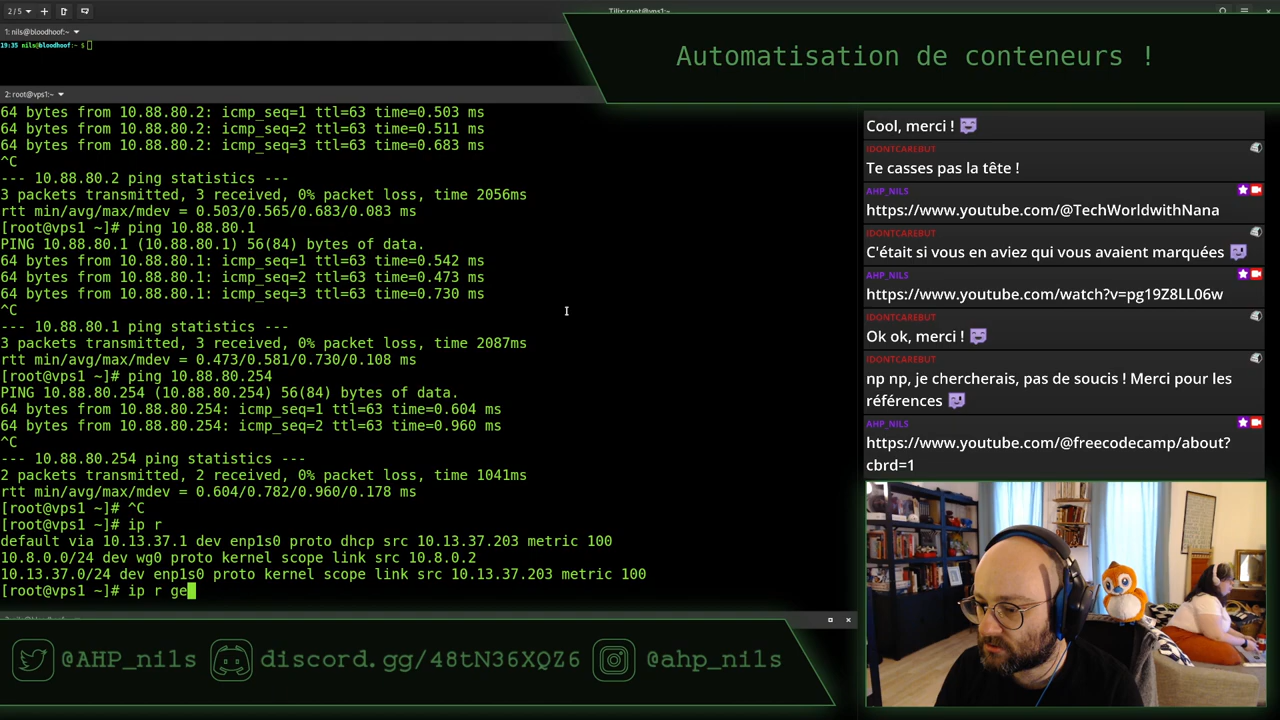 2 / 5
Tilix: root@vps1:~
1: nils@bloodhoof:~
19:35 nils@bloodhoof:~ $
Automatisation de conteneurs !
2: root@vps1:~
64 bytes from 10.88.80.2: icmp_seq=1 ttl=63 time=0.503 ms
64 bytes from 10.88.80.2: icmp_seq=2 ttl=63 time=0.511 ms
64 bytes from 10.88.80.2: icmp_seq=3 ttl=63 time=0.683 ms
^C
--- 10.88.80.2 ping statistics ---
3 packets transmitted, 3 received, 0% packet loss, time 2056ms
rtt min/avg/max/mdev = 0.503/0.565/0.683/0.083 ms
[root@vps1 ~]# ping 10.88.80.1
PING 10.88.80.1 (10.88.80.1) 56(84) bytes of data.
64 bytes from 10.88.80.1: icmp_seq=1 ttl=63 time=0.542 ms
64 bytes from 10.88.80.1: icmp_seq=2 ttl=63 time=0.473 ms
64 bytes from 10.88.80.1: icmp_seq=3 ttl=63 time=0.730 ms
^C
--- 10.88.80.1 ping statistics ---
3 packets transmitted, 3 received, 0% packet loss, time 2087ms
rtt min/avg/max/mdev = 0.473/0.581/0.730/0.108 ms
[root@vps1 ~]# ping 10.88.80.254
PING 10.88.80.254 (10.88.80.254) 56(84) bytes of data.
64 bytes from 10.88.80.254: icmp_seq=1 ttl=63 time=0.604 ms
64 bytes from 10.88.80.254: icmp_seq=2 ttl=63 time=0.960 ms
^C
--- 10.88.80.254 ping statistics ---
2 packets transmitted, 2 received, 0% packet loss, time 1041ms
rtt min/avg/max/mdev = 0.604/0.782/0.960/0.178 ms
[root@vps1 ~]# ^C
[root@vps1 ~]# ip r
default via 10.13.37.1 dev enp1s0 proto dhcp src 10.13.37.203 metric 100
10.8.0.0/24 dev wg0 proto kernel scope link src 10.8.0.2
10.13.37.0/24 dev enp1s0 proto kernel scope link src 10.13.37.203 metric 100
[root@vps1 ~]# ip r ge
Cool, merci !
IDONTCAREBUT
Te casses pas la tête !
AHP_NILS
https://www.youtube.com/@TechWorldwithNana
IDONTCAREBUT
C'était si vous en aviez qui vous avaient marquées
AHP_NILS
https://www.youtube.com/watch?v=pg19Z8LL06w
IDONTCAREBUT
Ok ok, merci !
IDONTCAREBUT
np np, je chercherais, pas de soucis ! Merci pour les
références
AHP_NILS
https://www.youtube.com/@freecodecamp/about?
cbrd=1
@AHP_nils
discord.gg/48tN36XQZ6
@ahp_nils